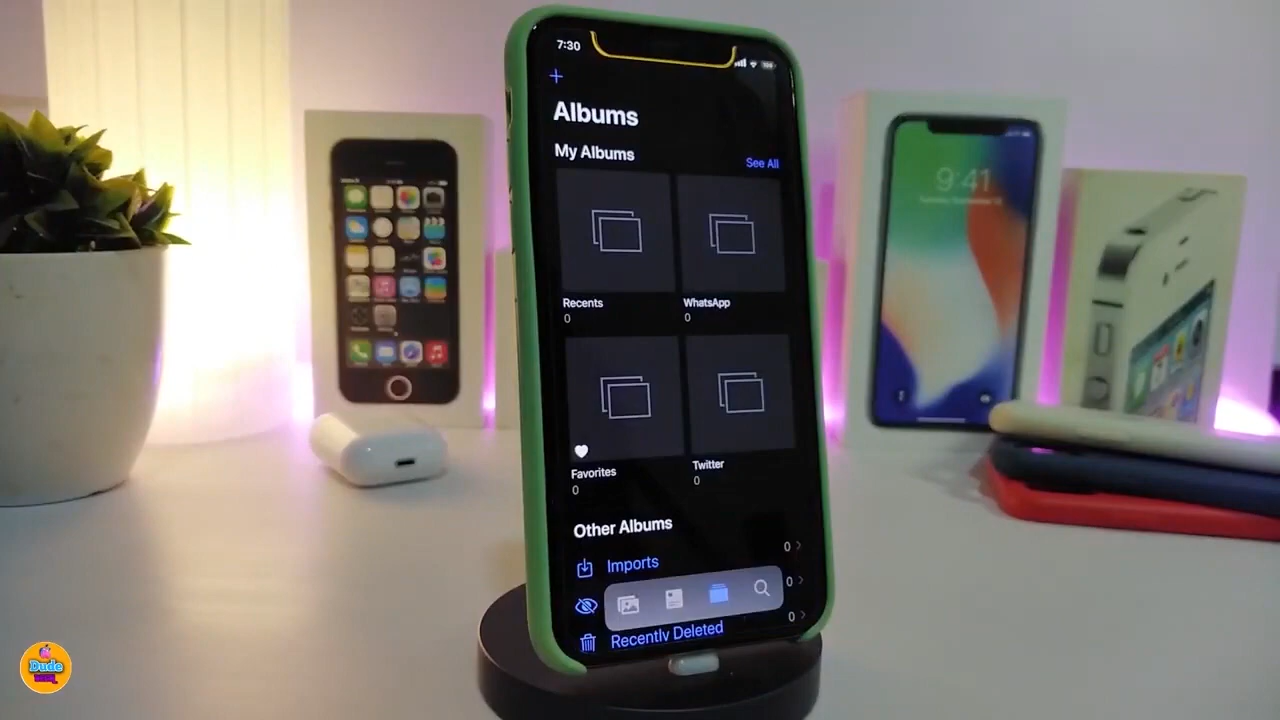 7:30
Albums
My Albums
See All
Recents
0
WhatsApp
0
Favorites
0
Twitter
0
Other Albums
Imports
0
0
Recently Deleted
0
9:41
Dude